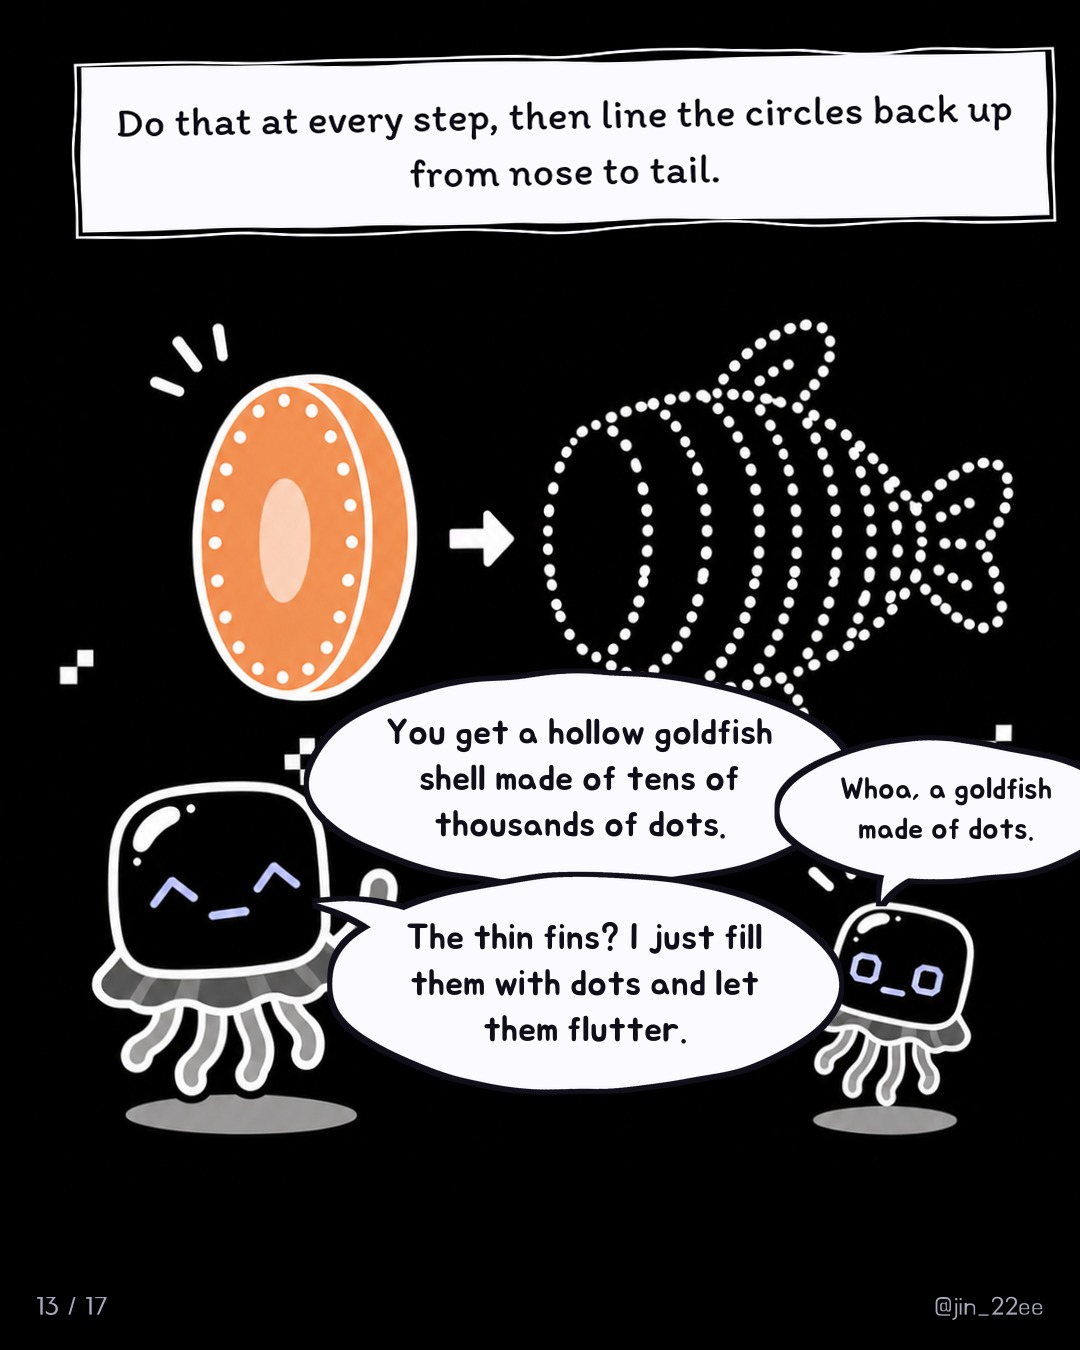 Do that at every step, then line the circles back up
from nose to tail.
You get a hollow goldfish
shell made of tens of
thousands of dots.
Whoa, a goldfish
made of dots.
The thin fins? I just fill
them with dots and let
them flutter.
13 / 17
@jin_22ee